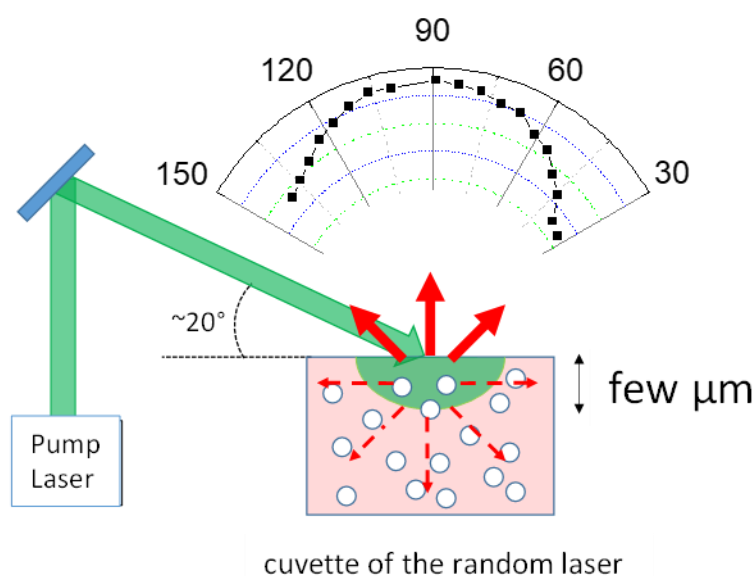 90
120
60
150
30
~20°
few μm
Pump
Laser
cuvette of the random laser